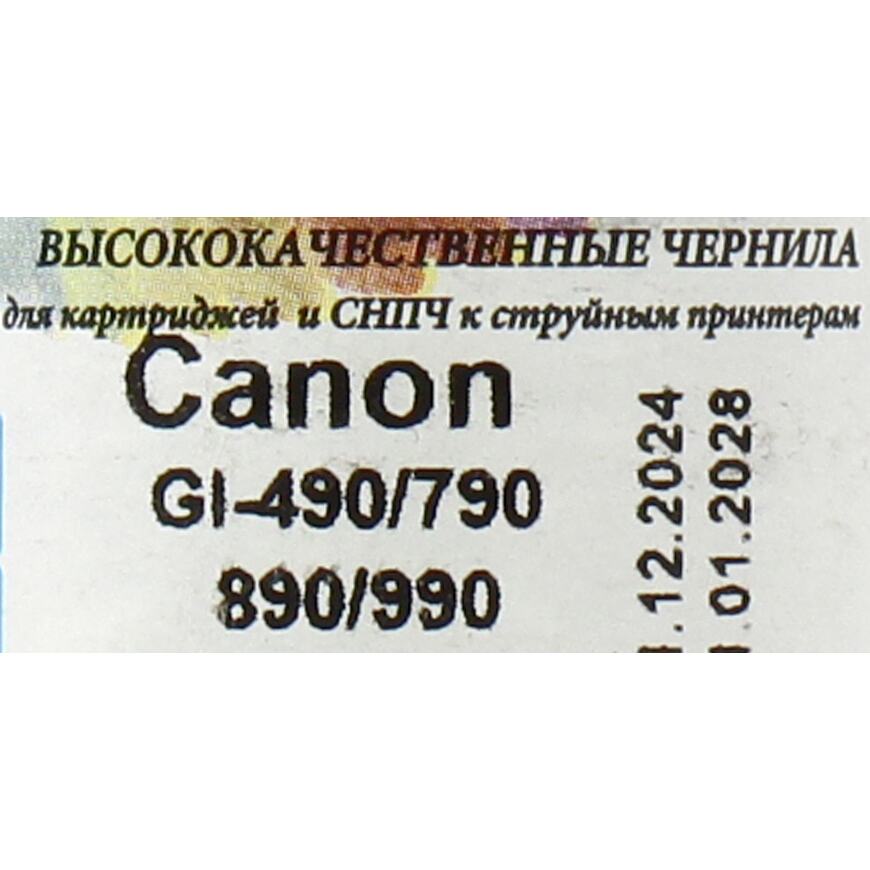 ВЫСОКОКАЧЕСТВЕННЫЕ ЧЕРНИЛА
для картриджей и СНПЧ к струйным принтерам
Canon
GI-490/790
890/990
.12.2024
.01.2028